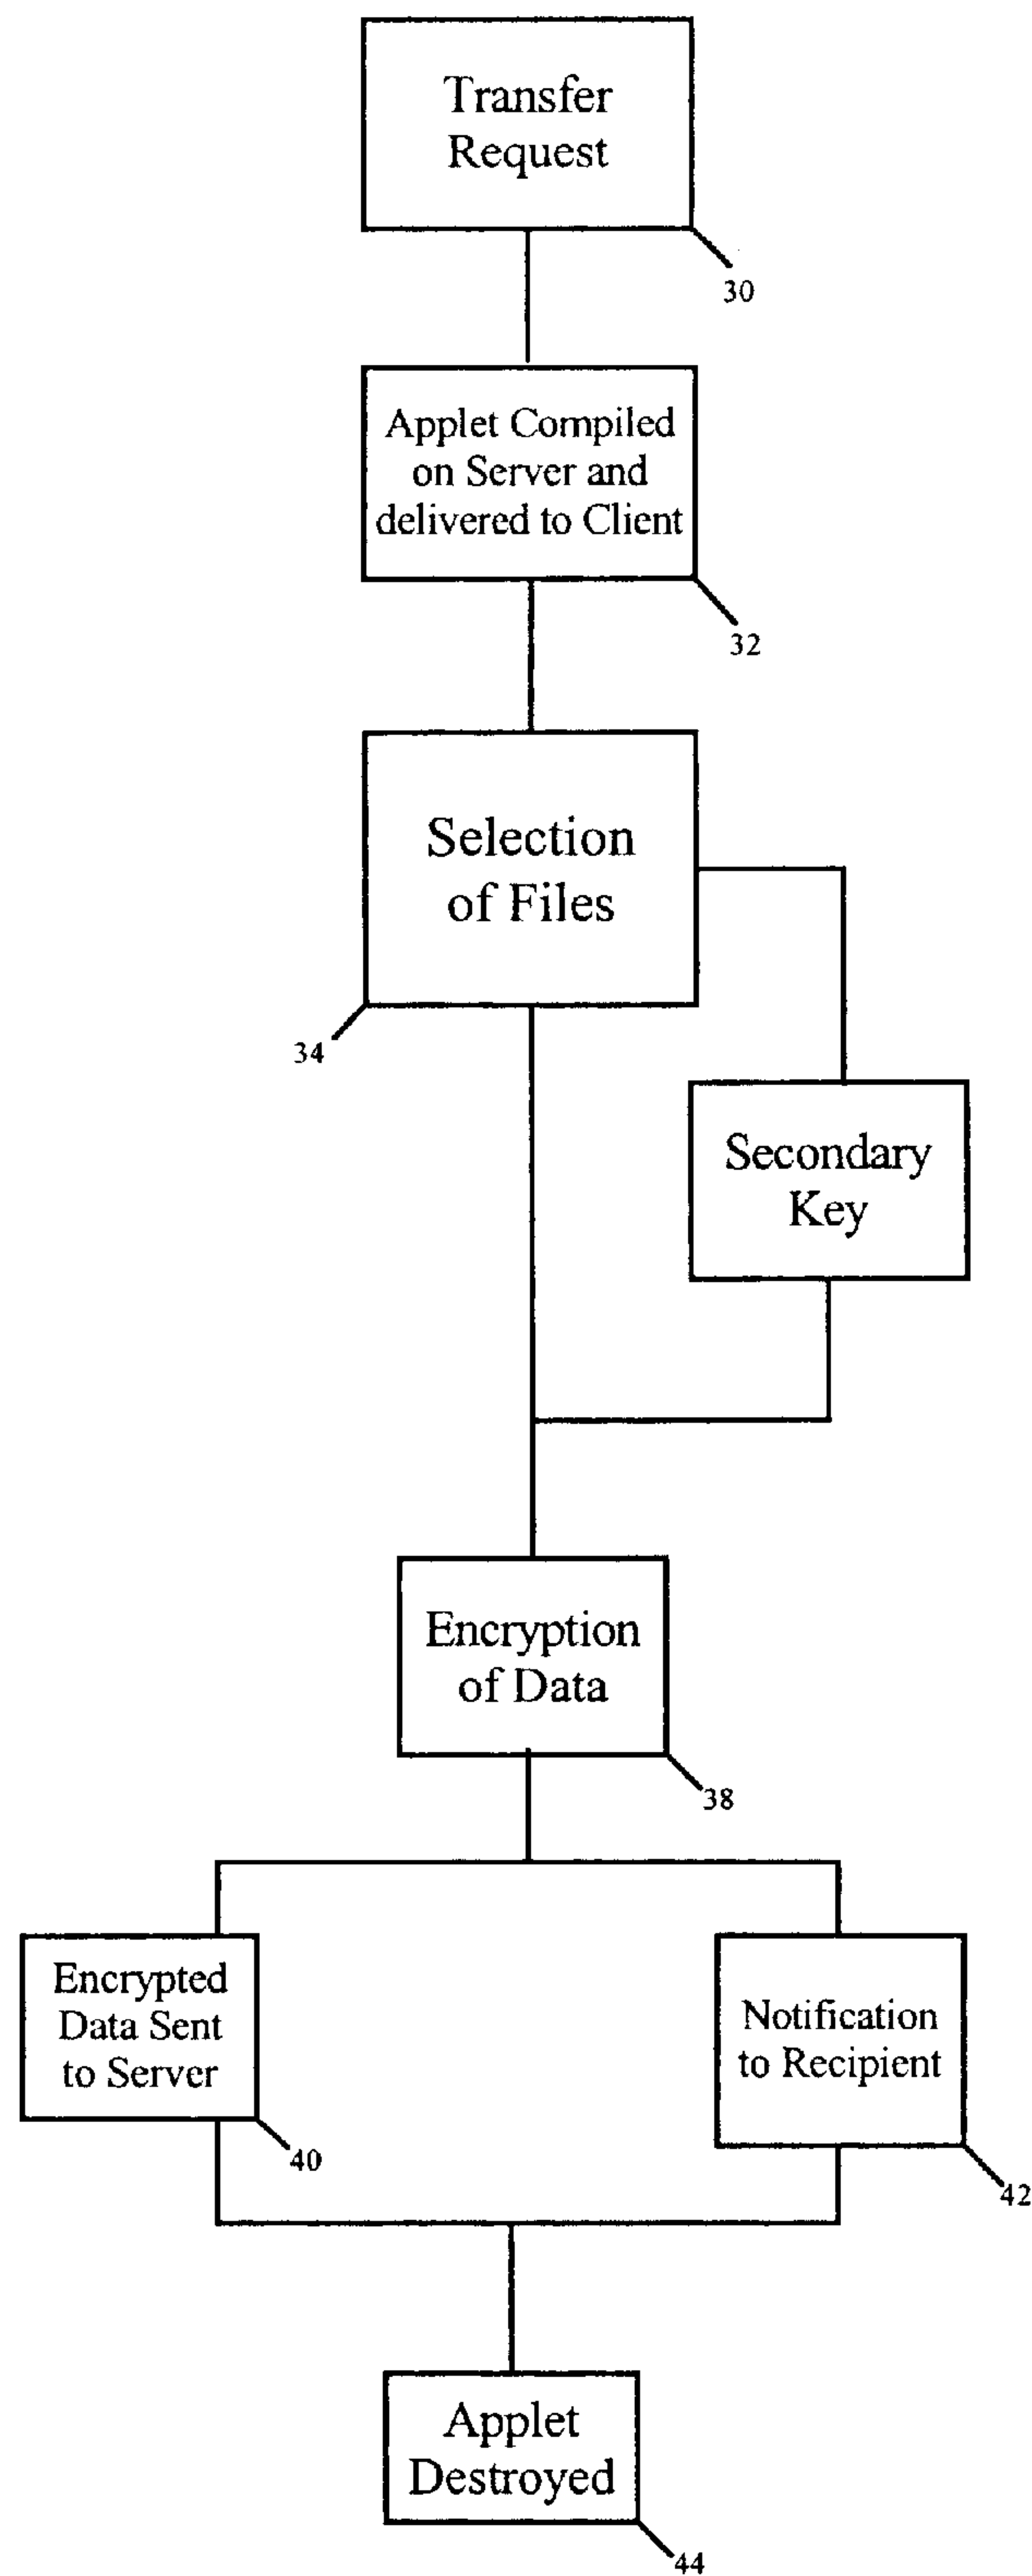 Transfer
Request
30
Applet Compiled
on Server and
delivered to Client
32
Selection
of Files
34
Secondary
Key
Encryption
of Data
38
Encrypted
Data Sent
to Server
40
Notification
to Recipient
42
Applet
Destroyed
44